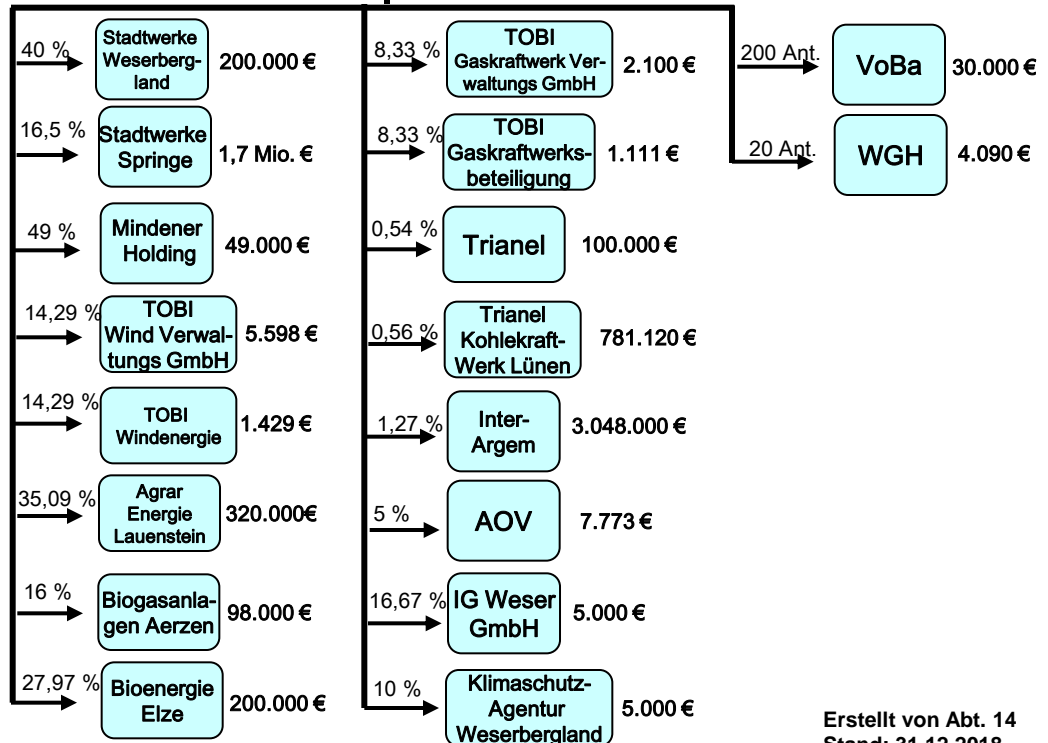 40 %
Stadtwerke
Weserberg-
land
200.000 €
16,5 %
Stadtwerke
Springe
1,7 Mio. €
49 %
Mindener
Holding
49.000 €
14,29 %
TOBI
Wind Verwal-
tungs GmbH
5.598 €
14,29 %
TOBI
Windenergie
1.429 €
35,09 %
Agrar
Energie
Lauenstein
320.000€
16 %
Biogasanla-
gen Aerzen
98.000 €
27,97 %
Bioenergie
Elze
200.000 €
8,33 %
TOBI
Gaskraftwerk Ver-
waltungs GmbH
2.100 €
8,33 %
TOBI
Gaskraftwerks-
beteiligung
1.111 €
0,54 %
Trianel
100.000 €
0,56 %
Trianel
Kohlekraft-
Werk Lünen
781.120 €
1,27 %
Inter-
Argem
3.048.000 €
5 %
AOV
7.773 €
16,67 %
IG Weser
GmbH
5.000 €
10 %
Klimaschutz-
Agentur
Weserbergland
5.000 €
200 Ant.
VoBa
30.000 €
20 Ant.
WGH
4.090 €
Erstellt von Abt. 14
Stand: 31.12.2018